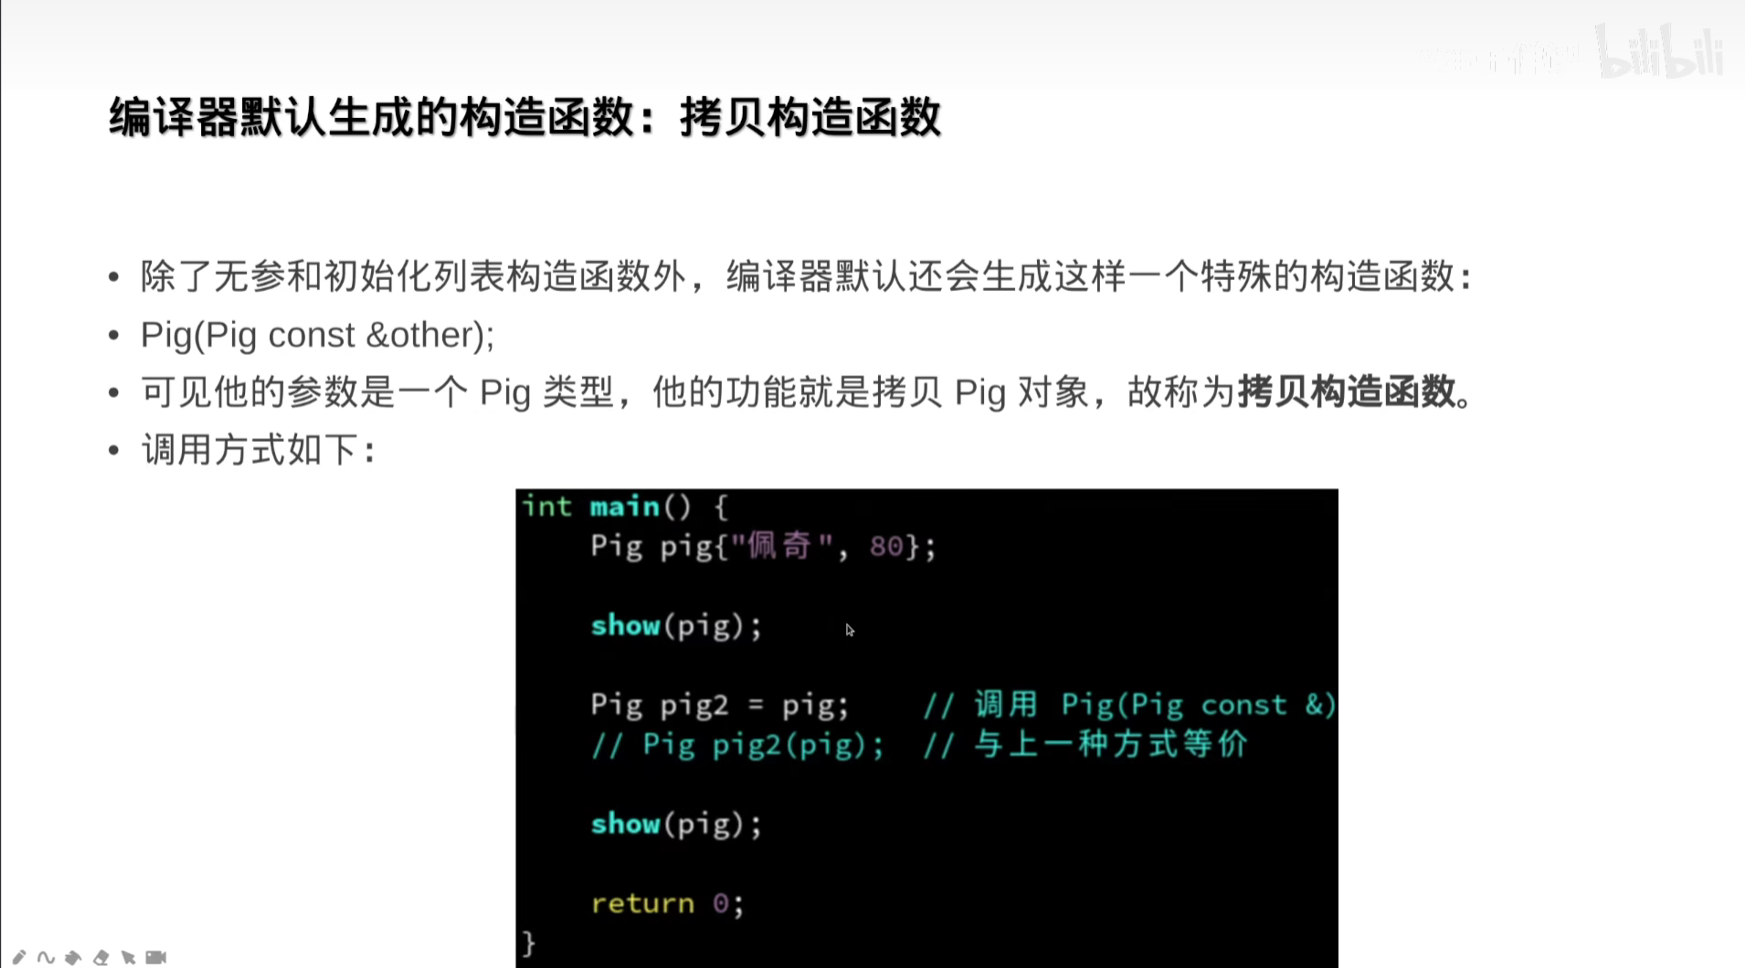 bilibili
编译器默认生成的构造函数：拷贝构造函数
• 除了无参和初始化列表构造函数外，编译器默认还会生成这样一个特殊的构造函数：
• Pig(Pig const &other);
• 可见他的参数是一个 Pig 类型，他的功能就是拷贝 Pig 对象，故称为拷贝构造函数。
• 调用方式如下：
int main() {
Pig pig{"佩奇", 80};
show(pig);
Pig pig2 = pig; // 调用 Pig(Pig const &)
// Pig pig2(pig); // 与上一种方式等价
show(pig);
return 0;
}